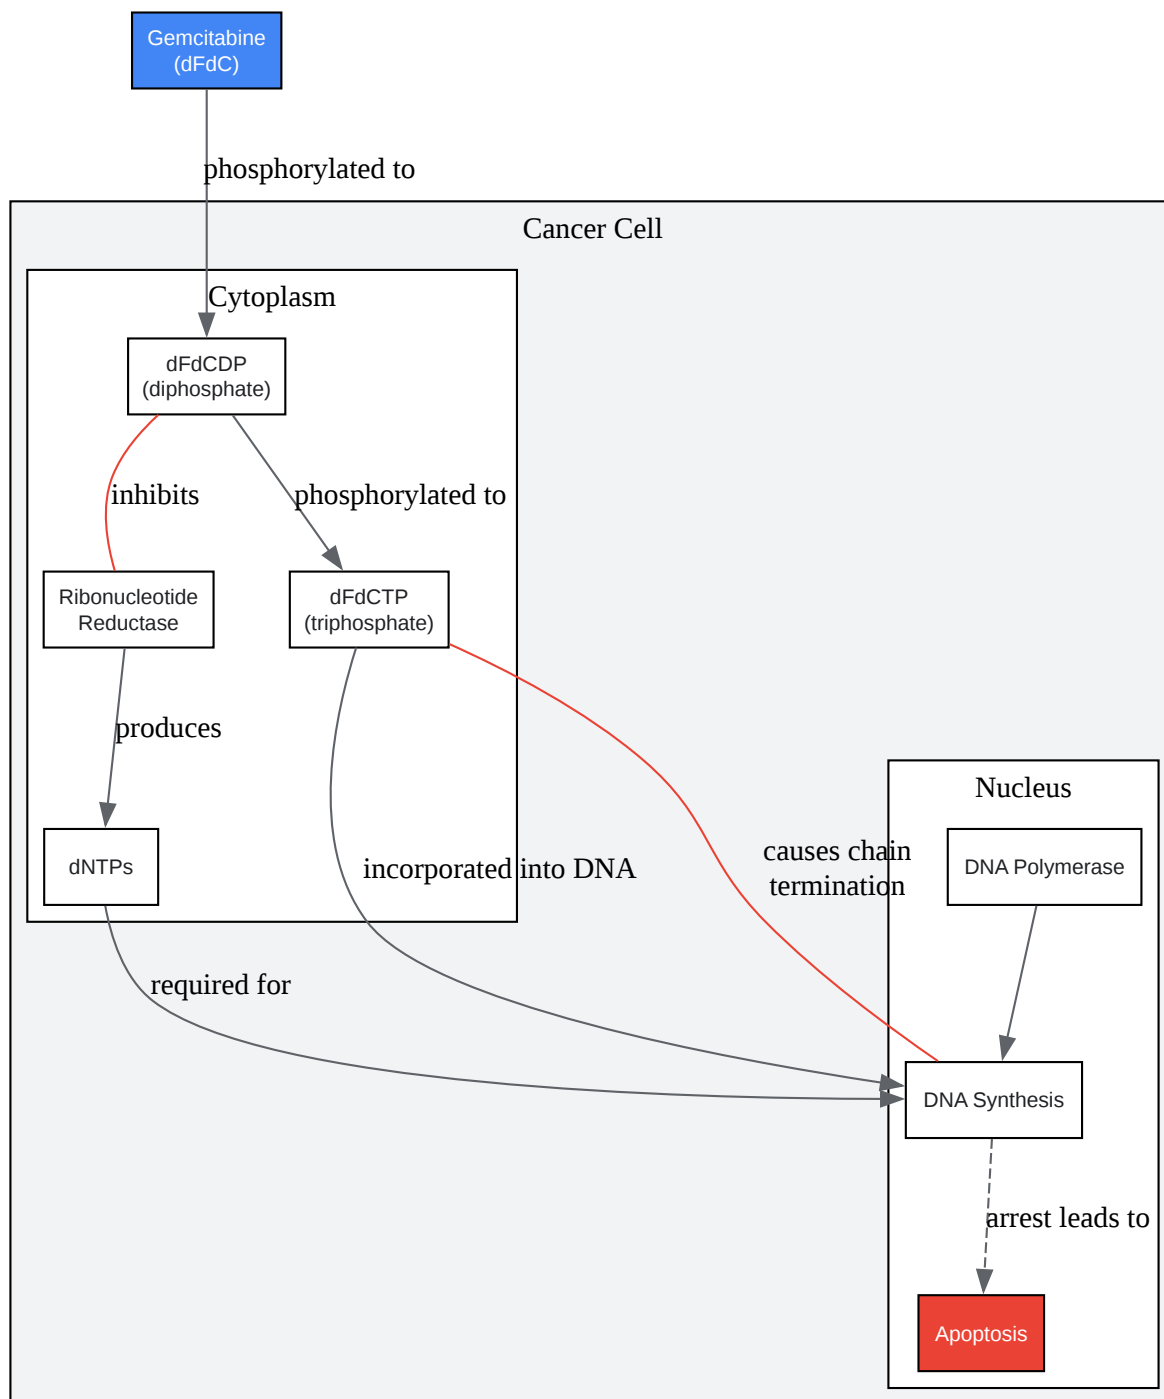 Gemcitabine
(dFdC)
phosphorylated to
Cancer Cell
Cytoplasm
dFdCDP
(diphosphate)
inhibits
phosphorylated to
Ribonucleotide
Reductase
dFdCTP
(triphosphate)
produces
Nucleus
dNTPs
incorporated into DNA
causes chain
termination
DNA Polymerase
required for
DNA Synthesis
arrest leads to
Apoptosis